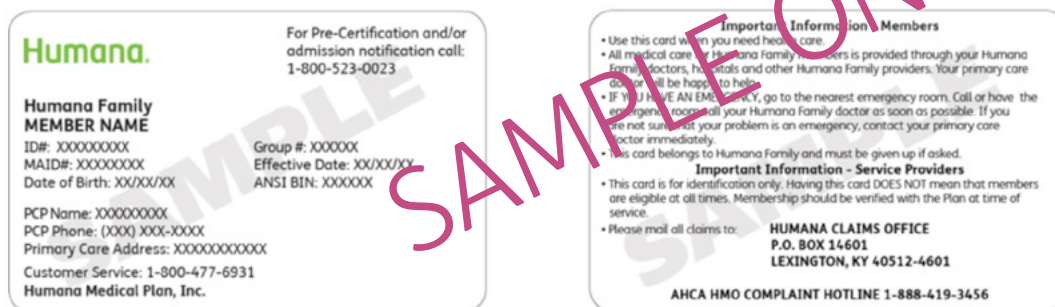 Humana.
For Pre-Certification and/or
admission notification call:
1-800-523-0023
Humana Family
MEMBER NAME
ID#: XXXXXXXXX
MAID#: XXXXXXXX
Date of Birth: XX/XX/XX
Group #: XXXXXX
Effective Date: XX/XX/XX
ANSI BIN: XXXXXX
PCP Name: XXXXXXXXX
PCP Phone: (XXX) XXX-XXXX
Primary Care Address: XXXXXXXXXXX
Customer Service: 1-800-477-6931
Humana Medical Plan, Inc.
SAMPLE
SAMPLE
Important Information - Members
• Use this card when you need health care.
• All medical care for Humana Family Members is provided through your Humana
Family doctors, hospitals and other Humana Family providers. Your primary care
doctor will be happy to help.
• IF YOU HAVE AN EMERGENCY, go to the nearest emergency room. Call or have the
emergency room call your Humana Family doctor as soon as possible. If you
are not sure that your problem is an emergency, contact your primary care
doctor immediately.
• This card belongs to Humana Family and must be given up if asked.
Important Information - Service Providers
• This card is for identification only. Having this card DOES NOT mean that members
are eligible at all times. Membership should be verified with the Plan at time of
service.
• Please mail all claims to: HUMANA CLAIMS OFFICE
P.O. BOX 14601
LEXINGTON, KY 40512-4601
AHCA HMO COMPLAINT HOTLINE 1-888-419-3456
SAMPLE